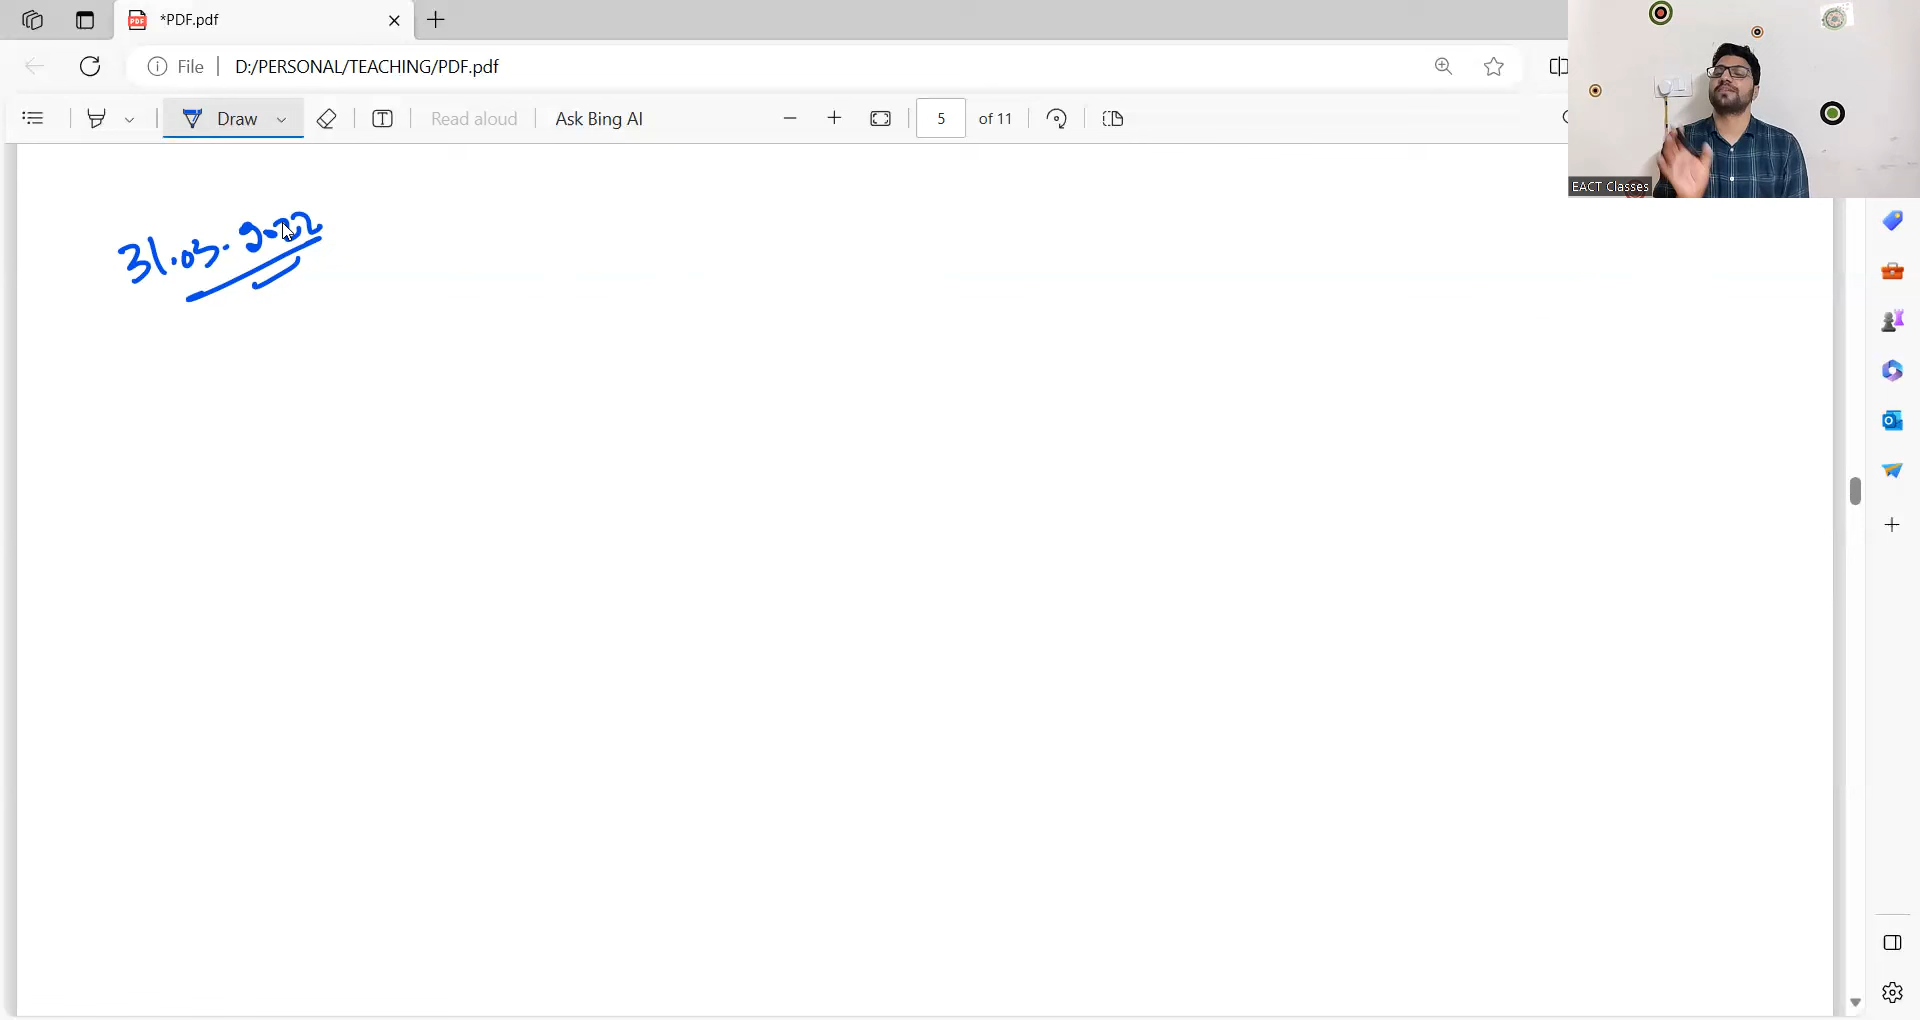 *PDF.pdf
File
D:/PERSONAL/TEACHING/PDF.pdf
Draw
Read aloud
Ask Bing AI
5 of 11
EACT Classes
31.03.2022